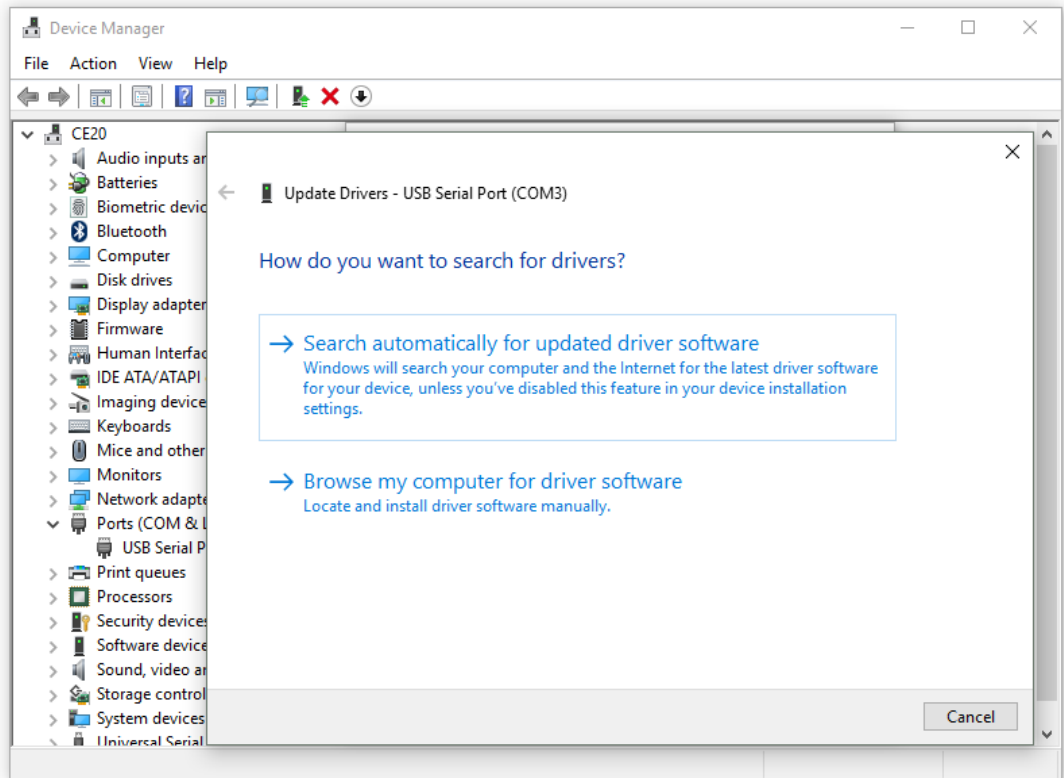 Device Manager
File Action View Help
CE20
Audio inputs ar
Batteries
Biometric devic
Bluetooth
Computer
Disk drives
Display adapter
Firmware
Human Interfac
IDE ATA/ATAPI
Imaging device
Keyboards
Mice and other
Monitors
Network adapte
Ports (COM & L
USB Serial P
Print queues
Processors
Security devices
Software device
Sound, video ar
Storage control
System devices
Universal Serial
Update Drivers - USB Serial Port (COM3)
How do you want to search for drivers?
Search automatically for updated driver software
Windows will search your computer and the Internet for the latest driver software
for your device, unless you've disabled this feature in your device installation
settings.
Browse my computer for driver software
Locate and install driver software manually.
Cancel